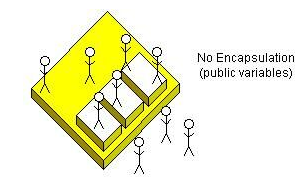 No Encapsulation
(public variables)